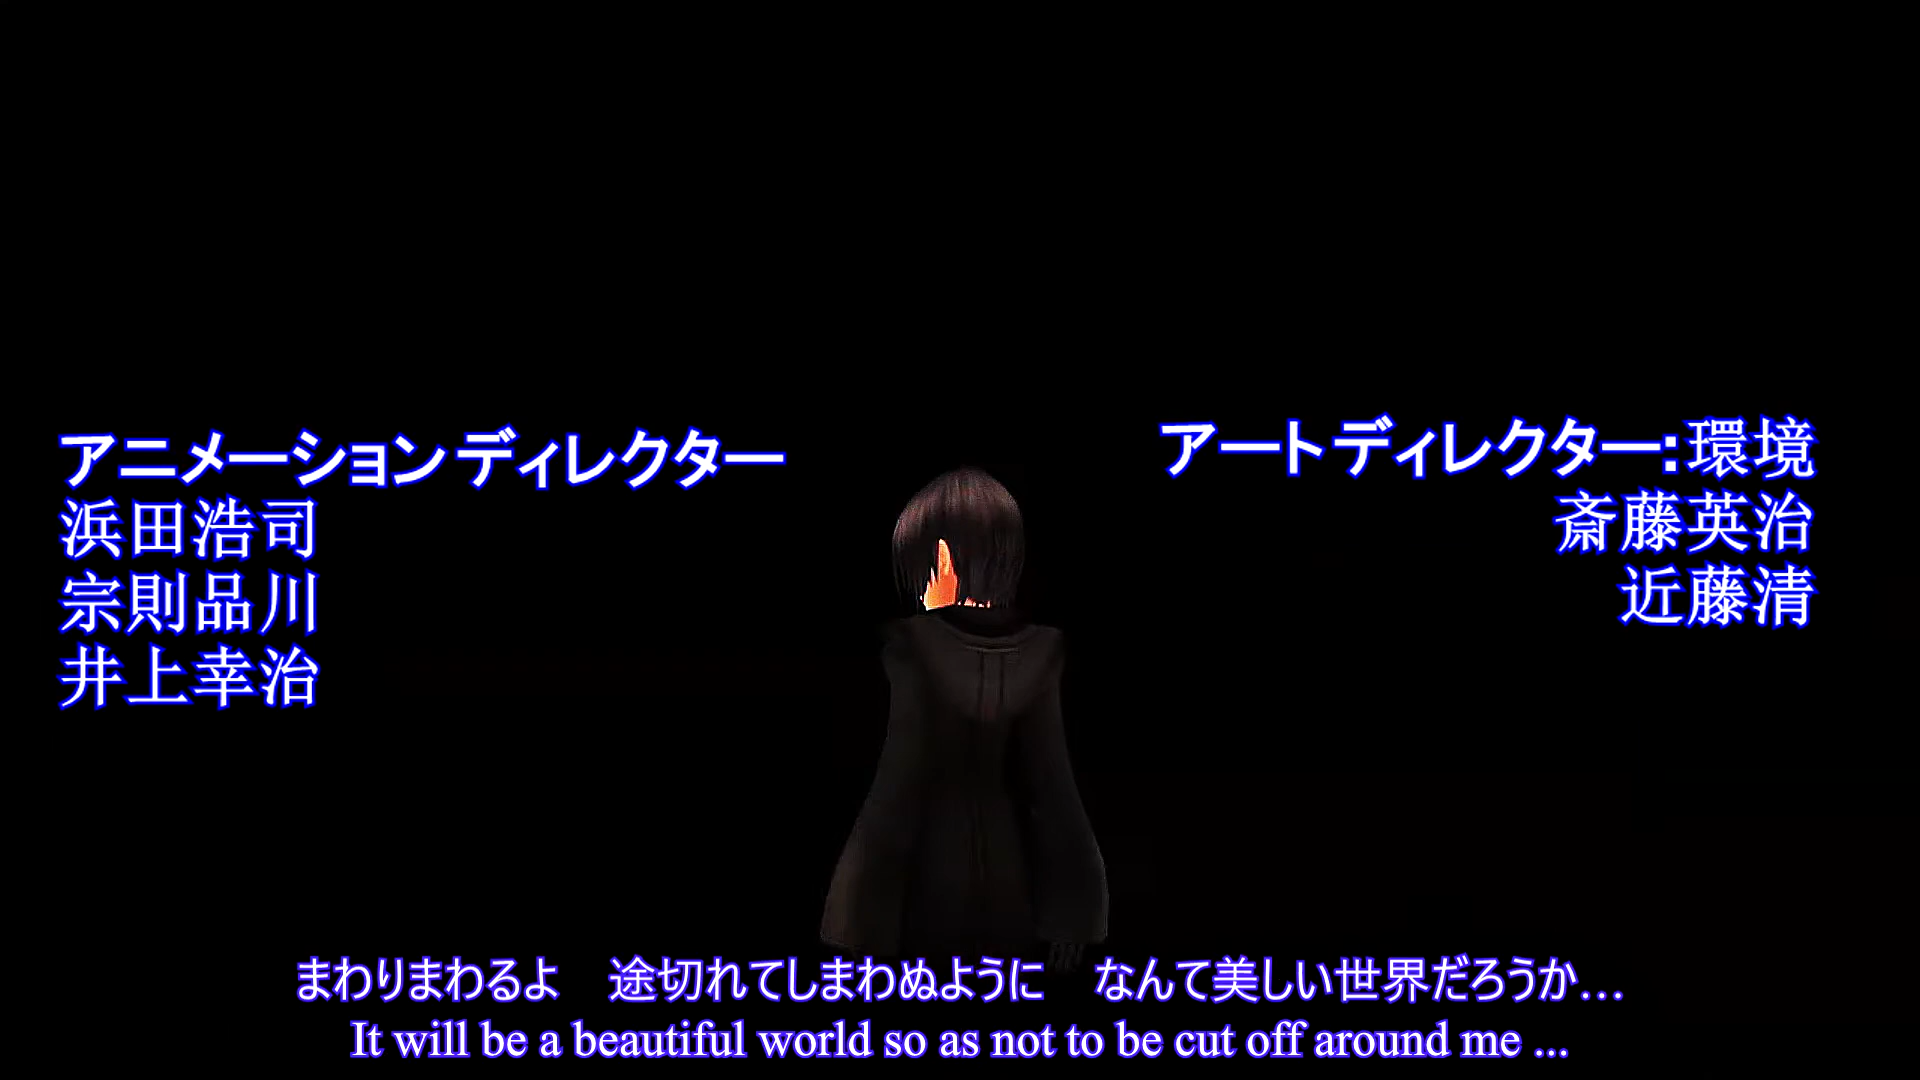 アニメーションディレクター
浜田浩司
宗則品川
井上幸治
アートディレクター:環境
斎藤英治
近藤清
まわりまわるよ　途切れてしまわぬように　なんて美しい世界だろうか…
It will be a beautiful world so as not to be cut off around me ...